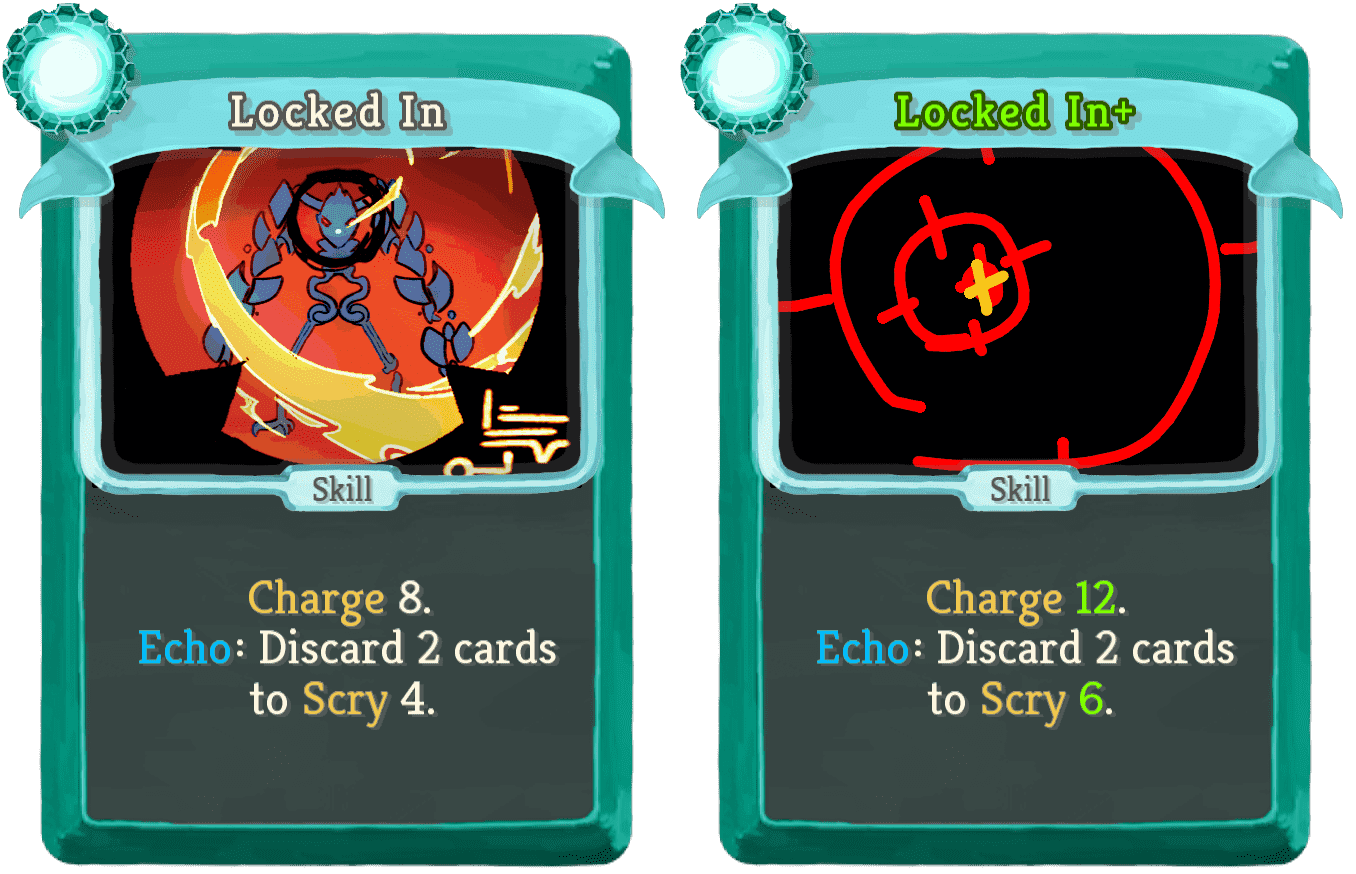 Locked In
Skill
Charge 8.
Echo: Discard 2 cards
to Scry 4.
Locked In+
Skill
Charge 12.
Echo: Discard 2 cards
to Scry 6.